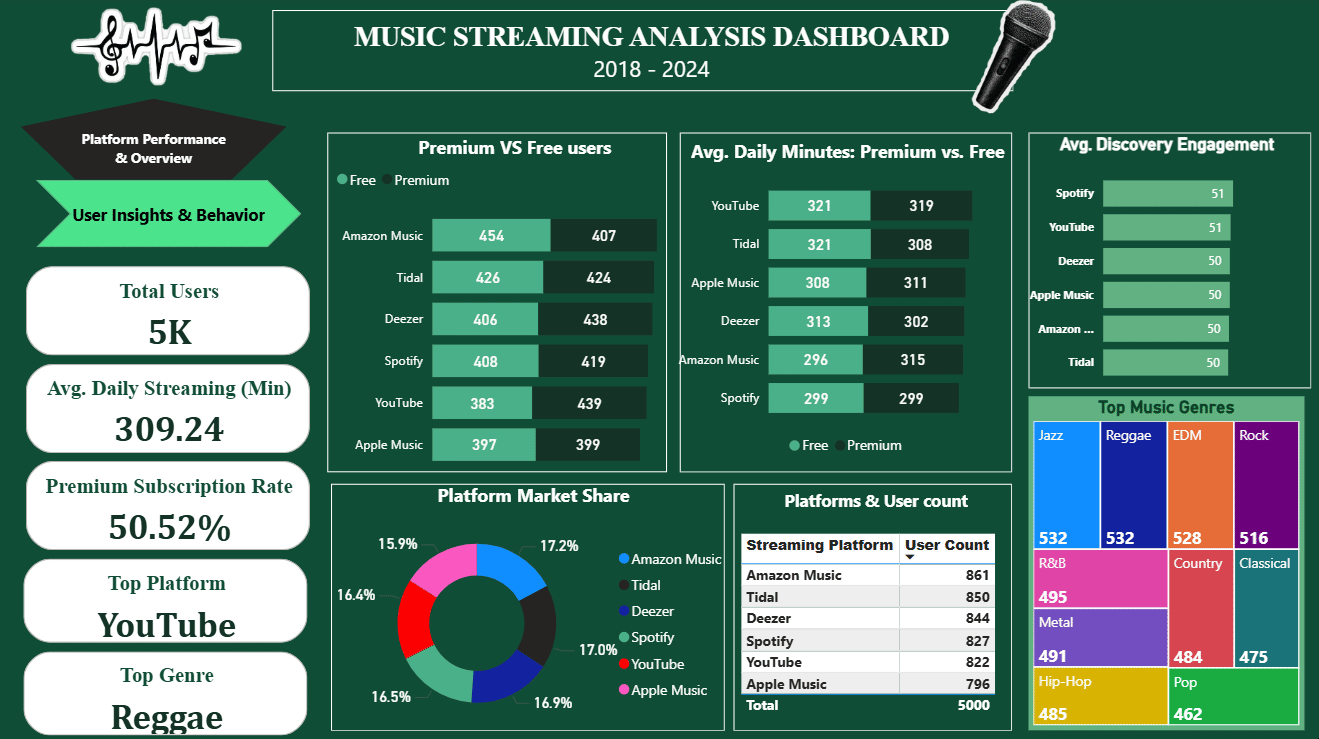 MUSIC STREAMING ANALYSIS DASHBOARD
2018 - 2024
Platform Performance
& Overview
User Insights & Behavior
Total Users
5K
Avg. Daily Streaming (Min)
309.24
Premium Subscription Rate
50.52%
Top Platform
YouTube
Top Genre
Reggae
Premium VS Free users
Free Premium
Amazon Music 454 407
Tidal 426 424
Deezer 406 438
Spotify 408 419
YouTube 383 439
Apple Music 397 399
Avg. Daily Minutes: Premium vs. Free
YouTube 321 319
Tidal 321 308
Apple Music 308 311
Deezer 313 302
Amazon Music 296 315
Spotify 299 299
Free Premium
Avg. Discovery Engagement
Spotify 51
YouTube 51
Deezer 50
Apple Music 50
Amazon ... 50
Tidal 50
Platform Market Share
17.2%
17.0%
16.9%
16.5%
16.4%
15.9%
Amazon Music
Tidal
Deezer
Spotify
YouTube
Apple Music
Platforms & User count
Streaming Platform User Count
Amazon Music 861
Tidal 850
Deezer 844
Spotify 827
YouTube 822
Apple Music 796
Total 5000
Top Music Genres
Jazz
532
Reggae
532
EDM
528
Rock
516
R&B
495
Metal
491
Hip-Hop
485
Country
484
Classical
475
Pop
462